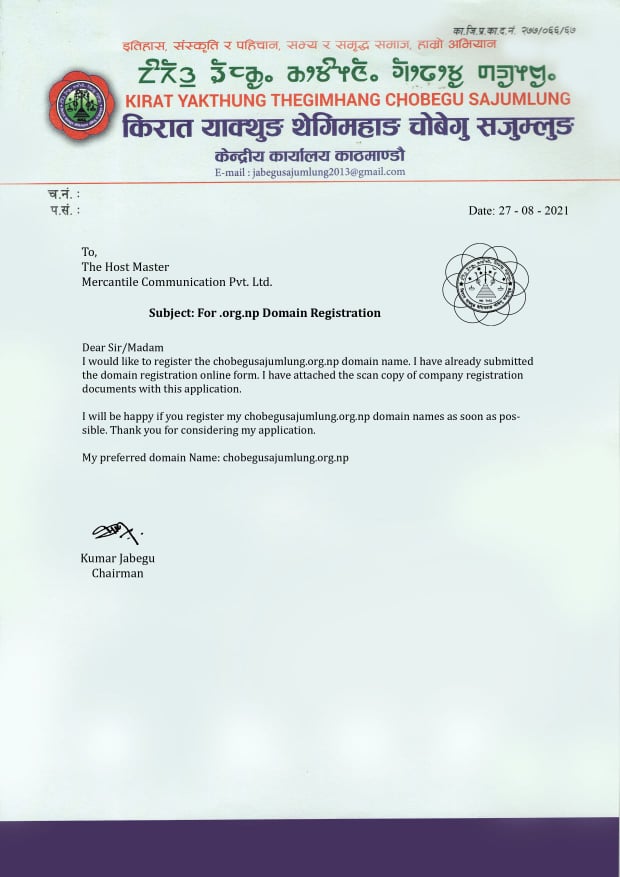 का.जि.प्र.का.द.नं. २७७/०६६/६७
इतिहास, संस्कृति र पहिचान, सभ्य र समृद्ध समाज, हाम्रो अभियान
KIRAT YAKTHUNG THEGIMHANG CHOBEGU SAJUMLUNG
किरात याक्थुङ थेगिमहाङ चोबेगु सजुम्लुङ
केन्द्रीय कार्यालय काठमाण्डौ
E-mail : jabegusajumlung2013@gmail.com
च.नं. :
प.सं. :
Date: 27 - 08 - 2021
To,
The Host Master
Mercantile Communication Pvt. Ltd.
Subject: For .org.np Domain Registration
Dear Sir/Madam
I would like to register the chobegusajumlung.org.np domain name. I have already submitted
the domain registration online form. I have attached the scan copy of company registration
documents with this application.
I will be happy if you register my chobegusajumlung.org.np domain names as soon as pos-
sible. Thank you for considering my application.
My preferred domain Name: chobegusajumlung.org.np
Kumar Jabegu
Chairman